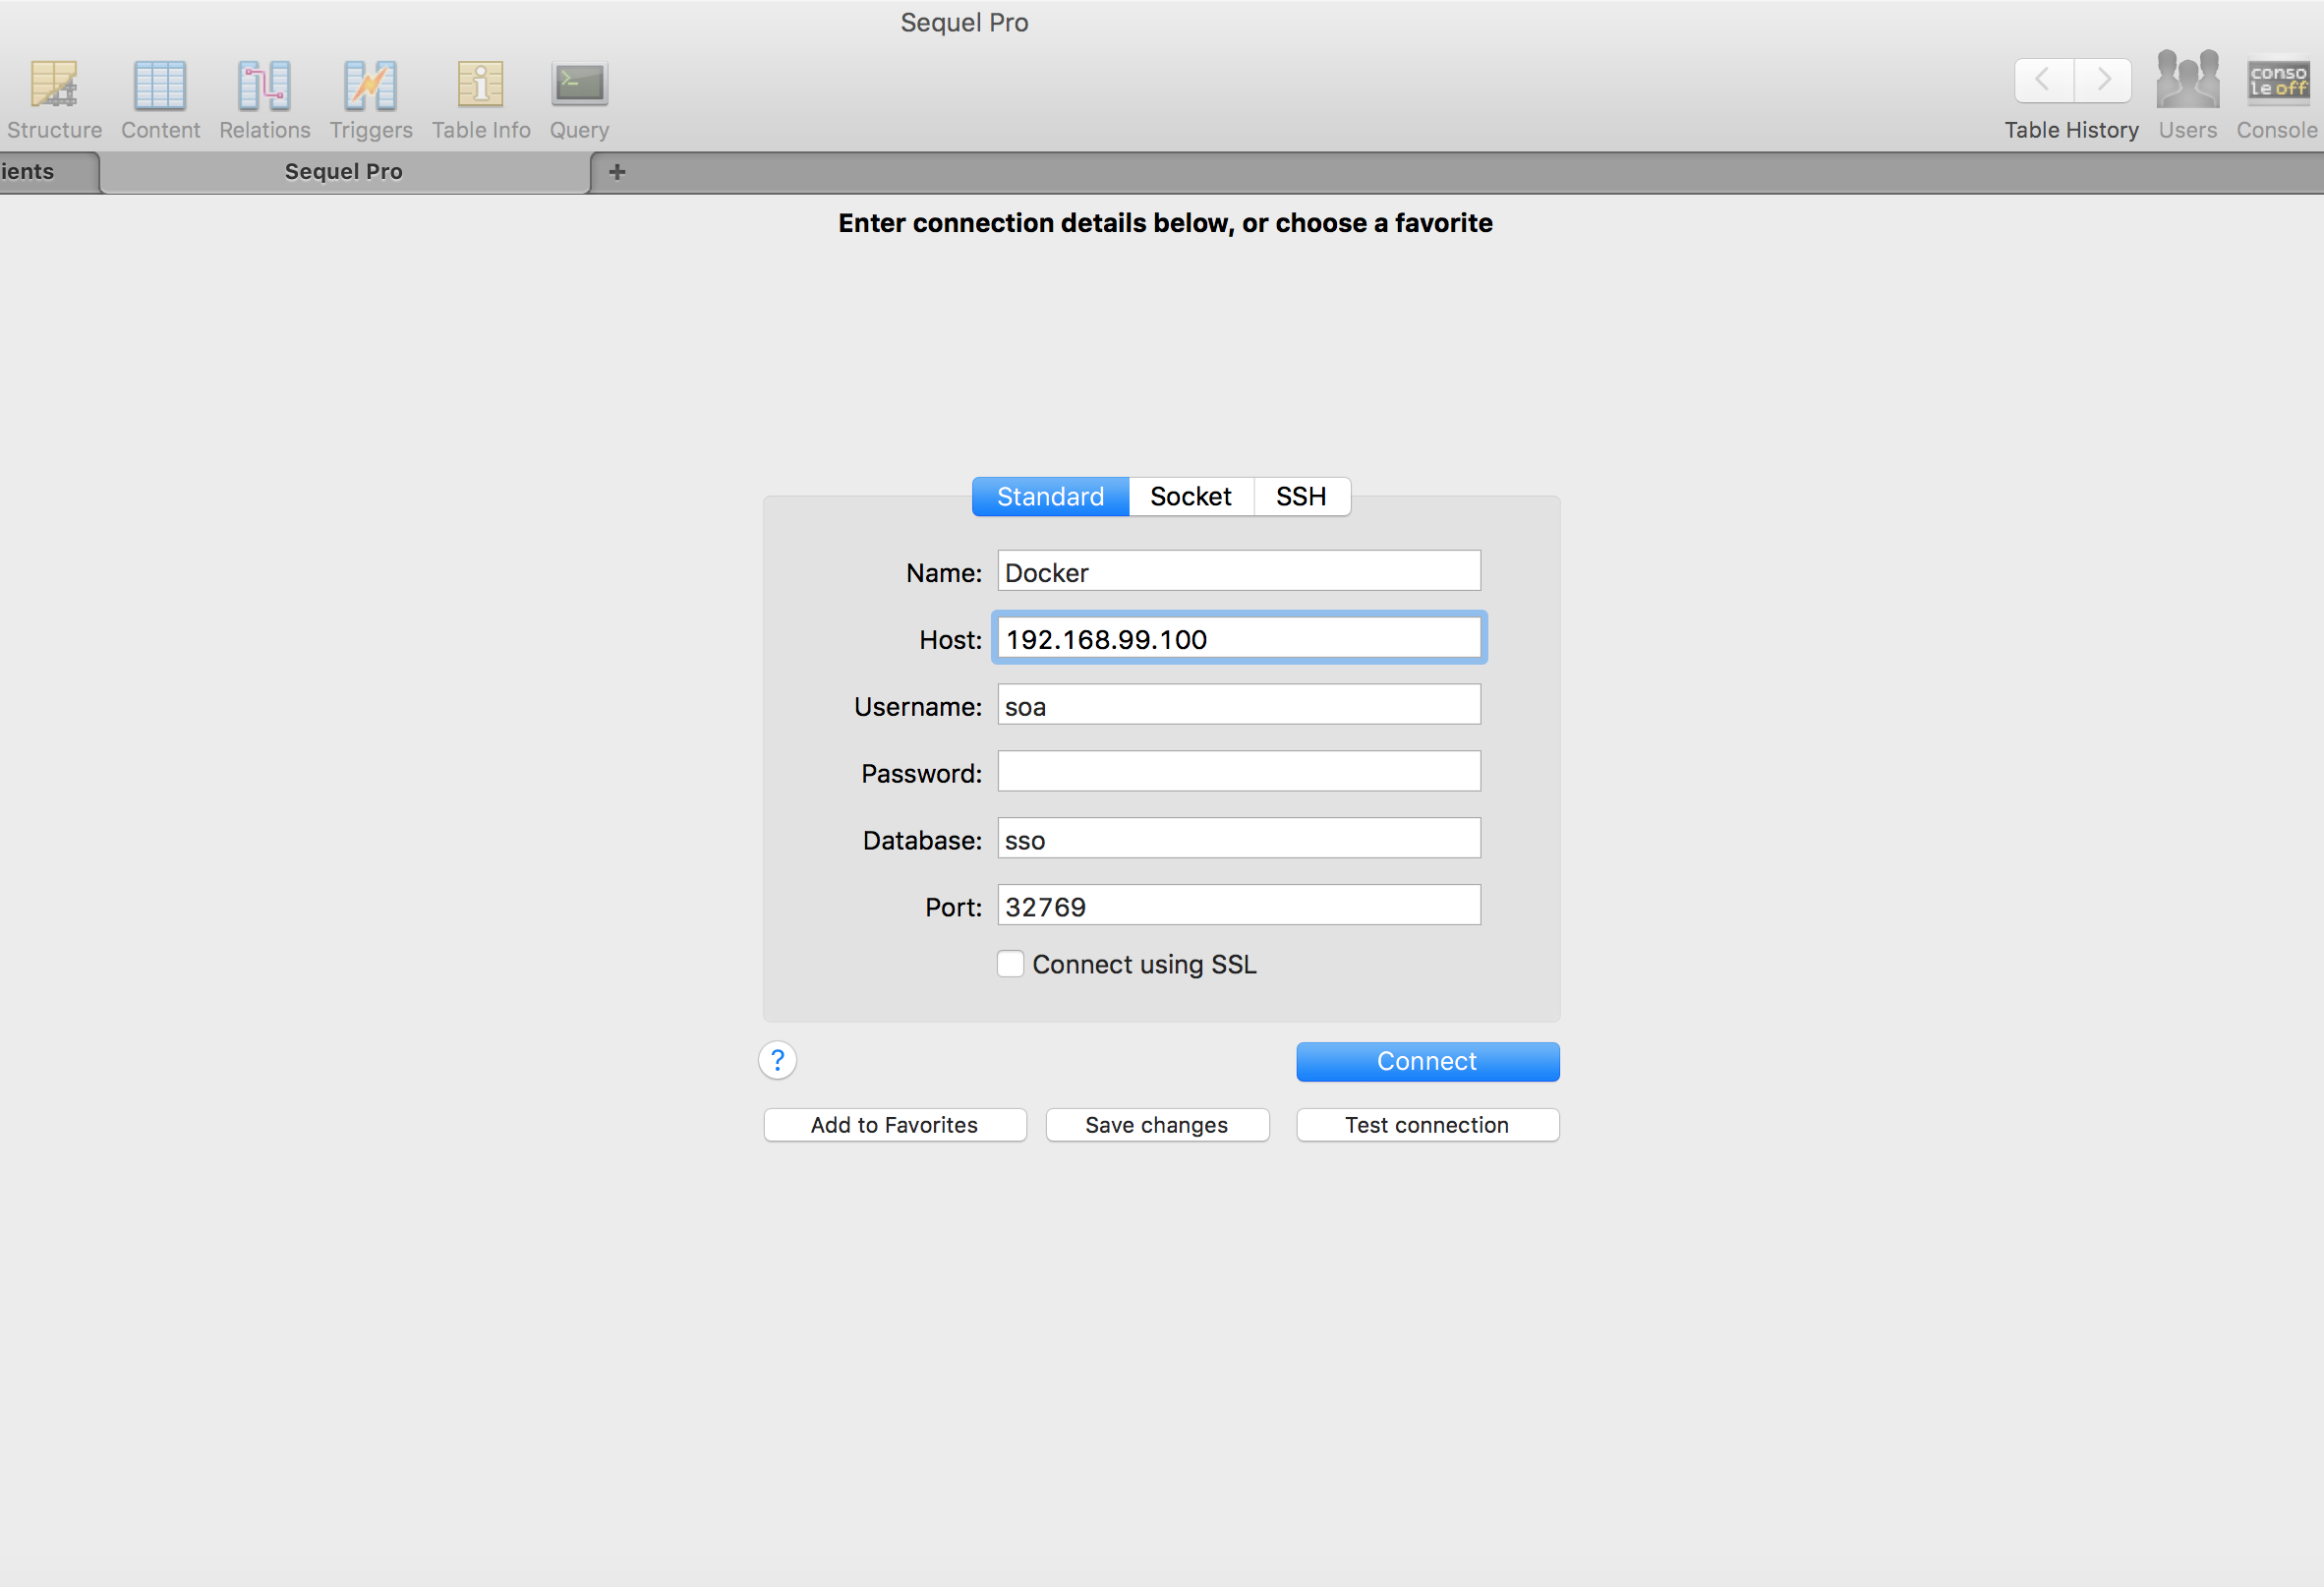 Sequel Pro
Structure Content Relations Triggers Table Info Query Table History Users Console
conso
le off
ients Sequel Pro +
Enter connection details below, or choose a favorite
Standard Socket SSH
Name: Docker
Host: 192.168.99.100
Username: soa
Password:
Database: sso
Port: 32769
Connect using SSL
? Connect
Add to Favorites Save changes Test connection